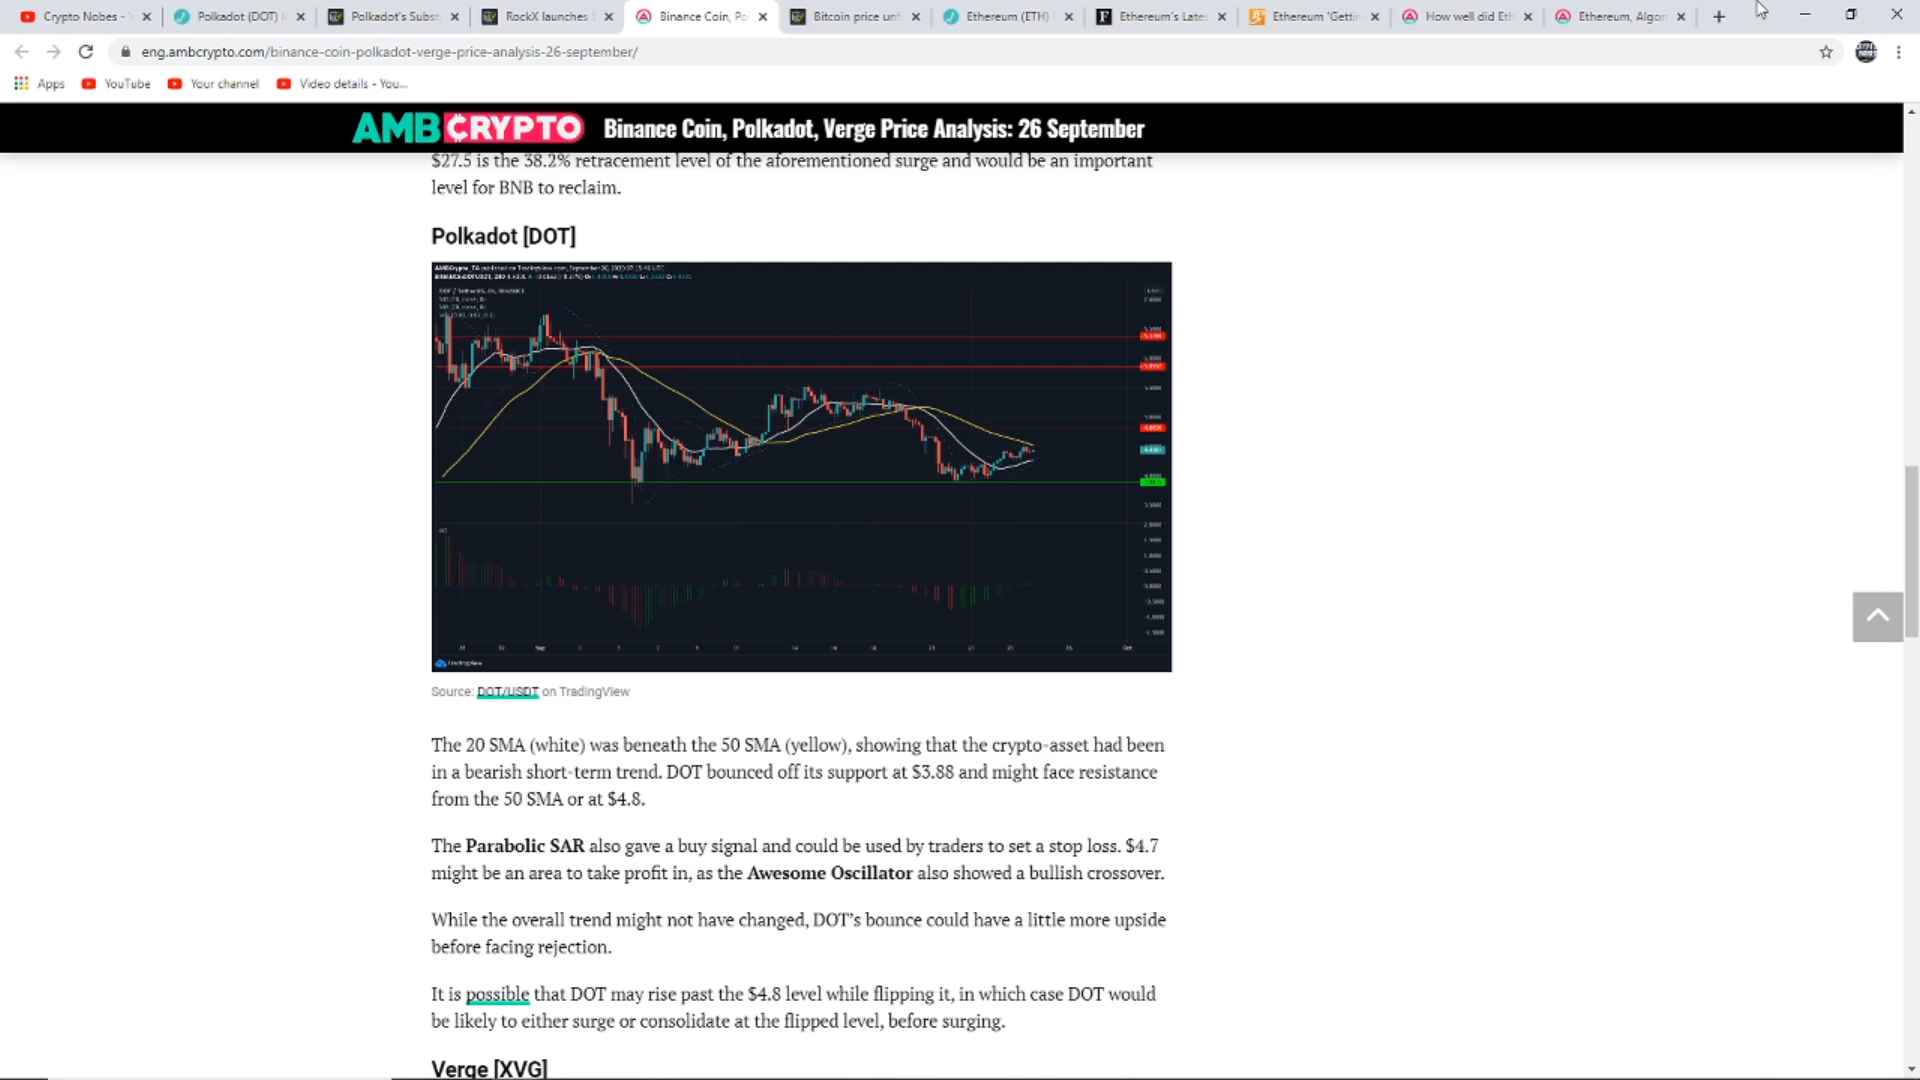 Crypto Nobes -
Polkadot (DOT)
Polkadot's Subst
RockX launches
Binance Coin, Po
Bitcoin price unf
Ethereum (ETH)
Ethereum's Late
Ethereum 'Gettin
How well did Eth
Ethereum, Algor
eng.ambcrypto.com/binance-coin-polkadot-verge-price-analysis-26-september/
Apps YouTube Your channel Video details - You...
AMBCRYPTO Binance Coin, Polkadot, Verge Price Analysis: 26 September
$27.5 is the 38.2% retracement level of the aforementioned surge and would be an important
level for BNB to reclaim.
Polkadot [DOT]
TradingView
Source: DOT/USDT on TradingView
The 20 SMA (white) was beneath the 50 SMA (yellow), showing that the crypto-asset had been
in a bearish short-term trend. DOT bounced off its support at $3.88 and might face resistance
from the 50 SMA or at $4.8.
The Parabolic SAR also gave a buy signal and could be used by traders to set a stop loss. $4.7
might be an area to take profit in, as the Awesome Oscillator also showed a bullish crossover.
While the overall trend might not have changed, DOT’s bounce could have a little more upside
before facing rejection.
It is possible that DOT may rise past the $4.8 level while flipping it, in which case DOT would
be likely to either surge or consolidate at the flipped level, before surging.
Verge [XVG]